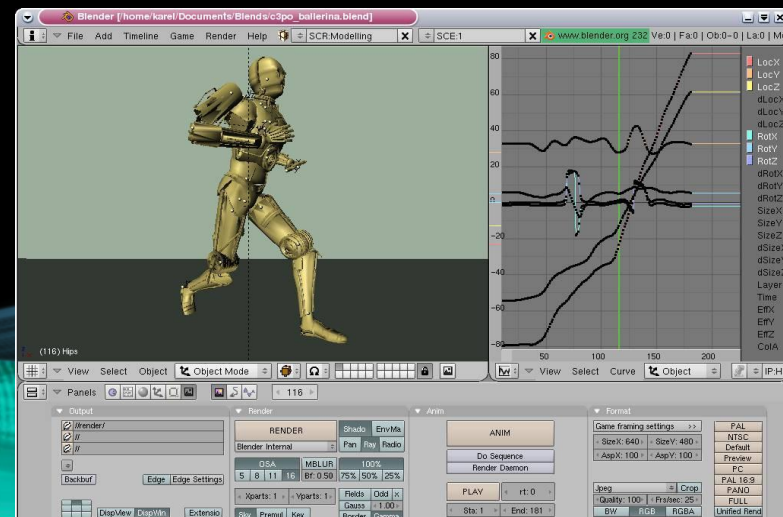 Blender [/home/karel/Documents/Blends/c3po_ballerina.blend]
File Add Timeline Game Render Help SCR:Modelling X SCE:1 X www.blender.org 232 Ve:0 | Fa:0 | Ob:0-0 | La:0 | M
80
60
40
20
0
-20
-40
-80
50 100 150 200
LocX
LocY
LocZ
dLocX
dLocY
dLocZ
RotX
RotY
RotZ
dRotX
dRotY
dRotZ
SizeX
SizeY
SizeZ
dSizeX
dSizeY
dSizeZ
Layer
Time
EffX
EffY
EffZ
ColA
(116) Hips
View Select Object Object Mode
View Select Curve Object IP:H
Panels 116
Output
//render/
//
//
Backbuf Edge Edge Settings
DispView DispWin Extensio
Render
RENDER
Blender Internal
Shado EnvMa
Pan Ray Radio
OSA MBLUR 100%
5 8 11 16 Bf: 0.50 75% 50% 25%
Xparts: 1 Yparts: 1 Fields Odd X
Gauss 1.00
Sky Premul Key Border Gamma
Anim
ANIM
Do Sequence
Render Daemon
PLAY rt: 0
Sta: 1 End: 181
Format
Game framing settings >>
SizeX: 640 SizeY: 480
AspX: 100 AspY: 100
Jpeg Crop
Quality: 100 Frs/sec: 25
BW RGB RGBA
PAL
NTSC
Default
Preview
PC
PAL 16:9
PANO
FULL
Unified Rend